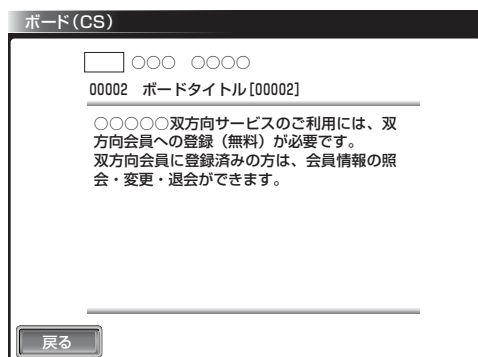 ボード(CS)
○○○ ○○○○
00002 ボードタイトル[00002]
○○○○○双方向サービスのご利用には、双
方向会員への登録（無料）が必要です。
双方向会員に登録済みの方は、会員情報の照
会・変更・退会ができます。
戻る